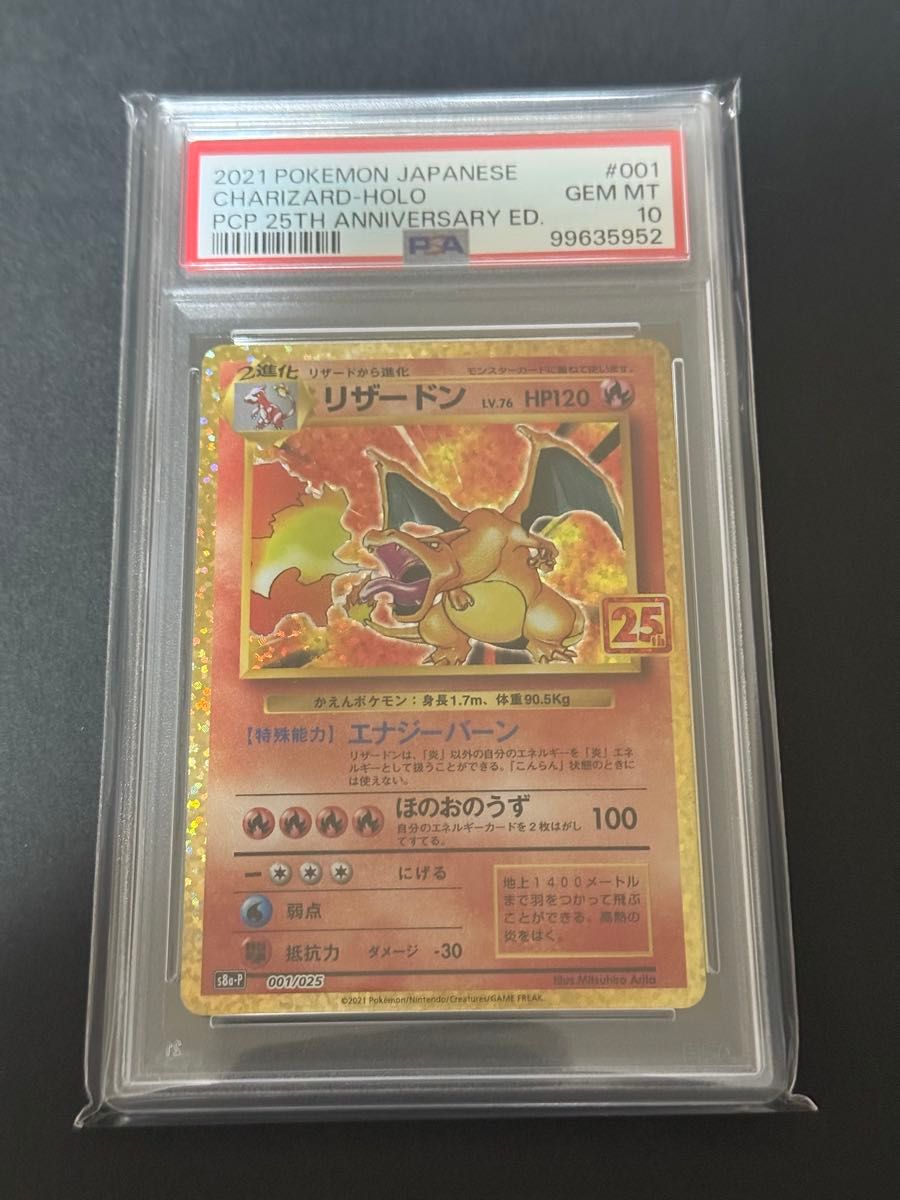 2021 POKEMON JAPANESE #001
CHARIZARD-HOLO GEM MT
PCP 25TH ANNIVERSARY ED. 10
PSA 99635952
2進化 リザードから進化 モンスターカードに重ねて使います。
リザードン LV.76 HP120
25th
かえんポケモン:身長1.7m、体重90.5Kg
【特殊能力】エナジーバーン
リザードンは、「炎」以外の自分のエネルギーを「炎」エネ
ルギーとして扱うことができる。「こんらん」状態のときに
は使えない。
ほのおのうず 100
自分のエネルギーカードを2枚はがし
てすてる。
にげる
弱点
抵抗力 ダメージ -30
地上1400メートル
まで羽をつかって飛ぶ
ことができる。高熱の
炎をはく。
s8a-P 001/025 Illus.Mitsuhiro Arita
©2021 Pokémon/Nintendo/Creatures/GAME FREAK.